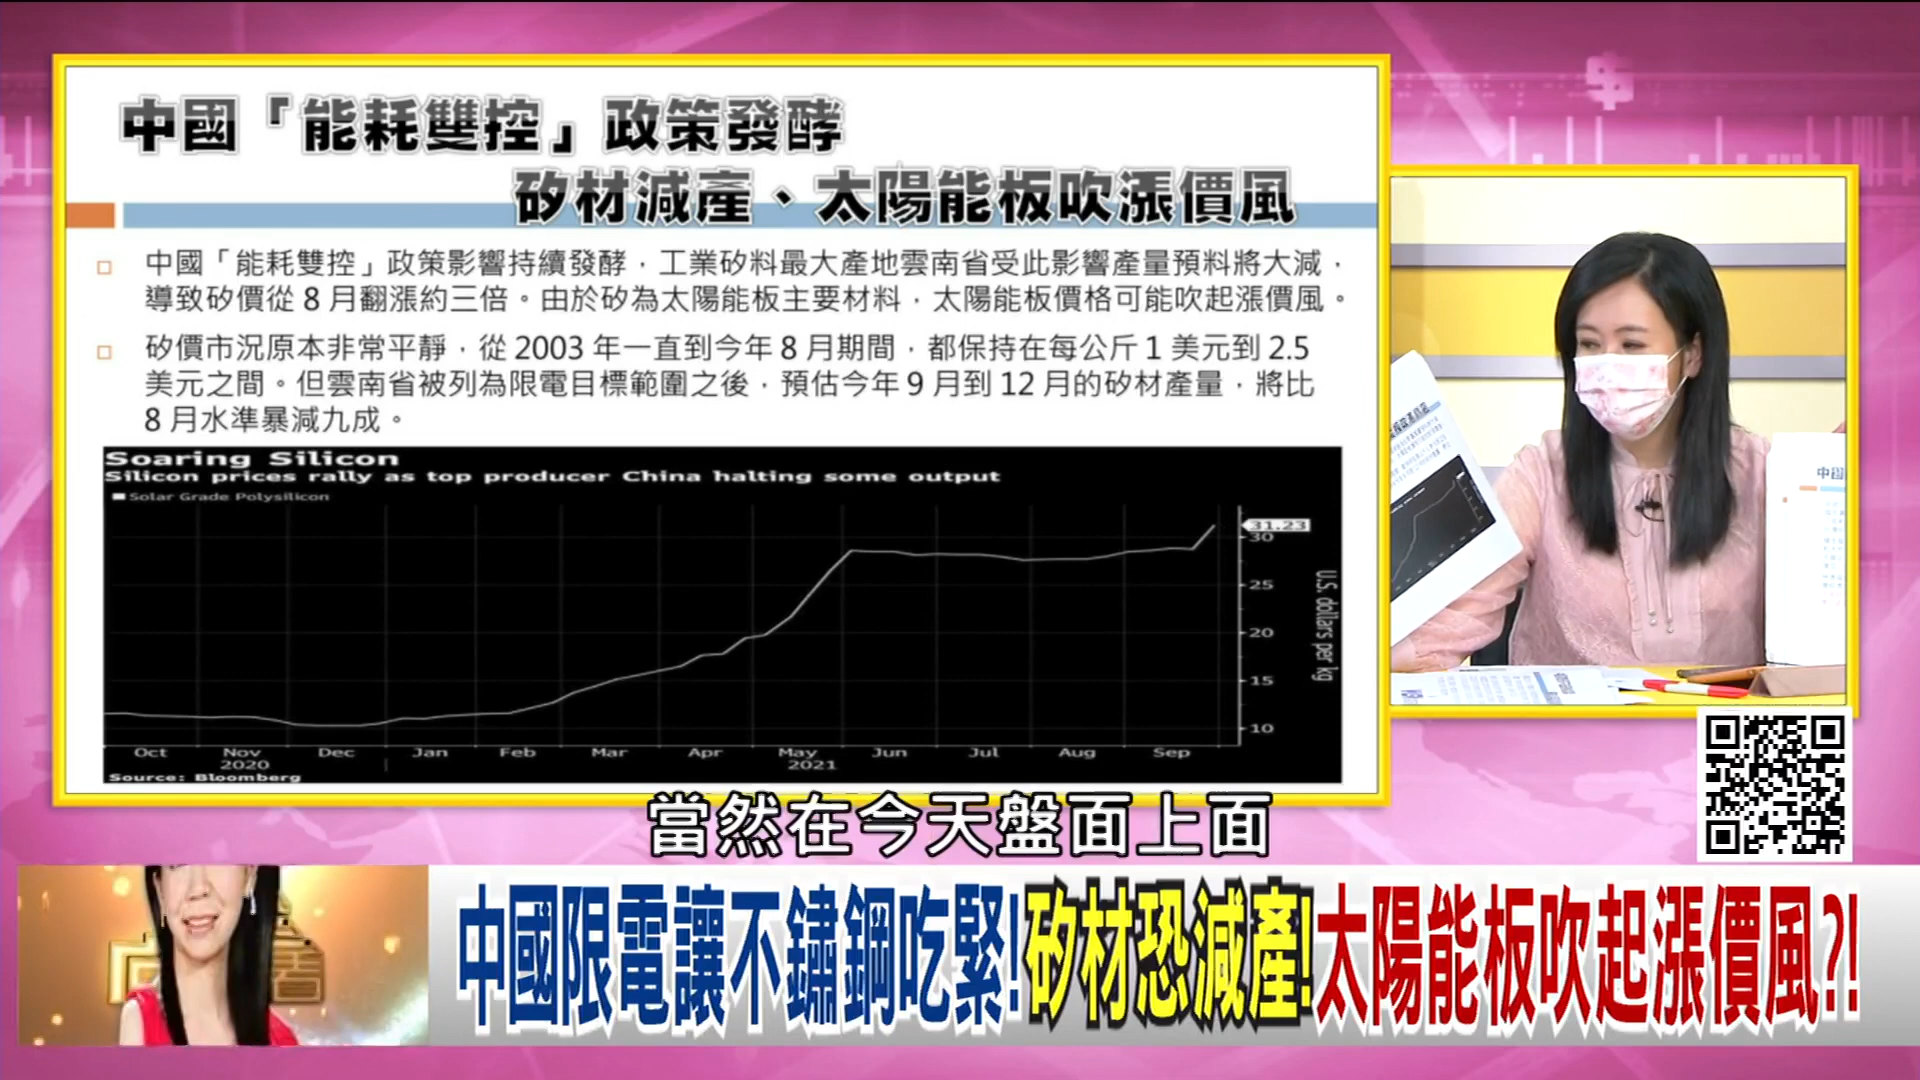 中國「能耗雙控」政策發酵
矽材減產、太陽能板吹漲價風
中國「能耗雙控」政策影響持續發酵，工業矽料最大產地雲南省受此影響產量預料將大減，
導致矽價從 8 月翻漲約三倍。由於矽為太陽能板主要材料，太陽能板價格可能吹起漲價風。
矽價市況原本非常平靜，從 2003 年一直到今年 8 月期間，都保持在每公斤 1 美元到 2.5
美元之間。但雲南省被列為限電目標範圍之後，預估今年 9 月到 12 月的矽材產量，將比
8 月水準暴減九成。
Soaring Silicon
Silicon prices rally as top producer China halting some output
Solar Grade Polysilicon
31.23
30
25
20
15
10
U.S. dollars per kg
Oct Nov Dec Jan Feb Mar Apr May Jun Jul Aug Sep
2020 2021
Source: Bloomberg
當然在今天盤面上面
中國限電讓不鏽鋼吃緊!矽材恐減產!太陽能板吹起漲價風?!